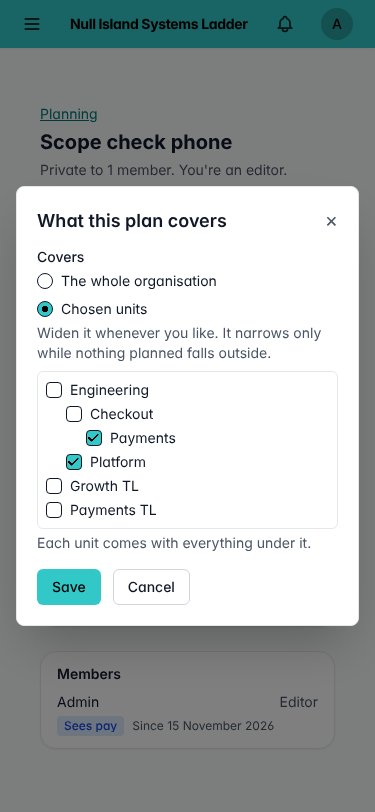 Null Island Systems Ladder
A
Planning
Scope check phone
Private to 1 member. You're an editor.
What this plan covers
Covers
The whole organisation
Chosen units
Widen it whenever you like. It narrows only
while nothing planned falls outside.
Engineering
Checkout
Payments
Platform
Growth TL
Payments TL
Each unit comes with everything under it.
Save
Cancel
Members
Admin
Editor
Sees pay
Since 15 November 2026